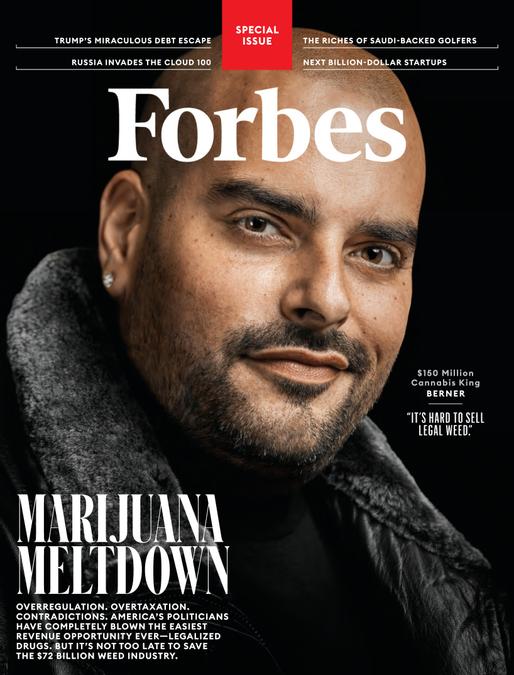 TRUMP'S MIRACULOUS DEBT ESCAPE
RUSSIA INVADES THE CLOUD 100
SPECIAL
ISSUE
THE RICHES OF SAUDI-BACKED GOLFERS
NEXT BILLION-DOLLAR STARTUPS
Forbes
$150 Million
Cannabis King
BERNER
"IT'S HARD TO SELL
LEGAL WEED."
MARIJUANA
MELTDOWN
OVERREGULATION. OVERTAXATION.
CONTRADICTIONS. AMERICA'S POLITICIANS
HAVE COMPLETELY BLOWN THE EASIEST
REVENUE OPPORTUNITY EVER—LEGALIZED
DRUGS. BUT IT'S NOT TOO LATE TO SAVE
THE $72 BILLION WEED INDUSTRY.